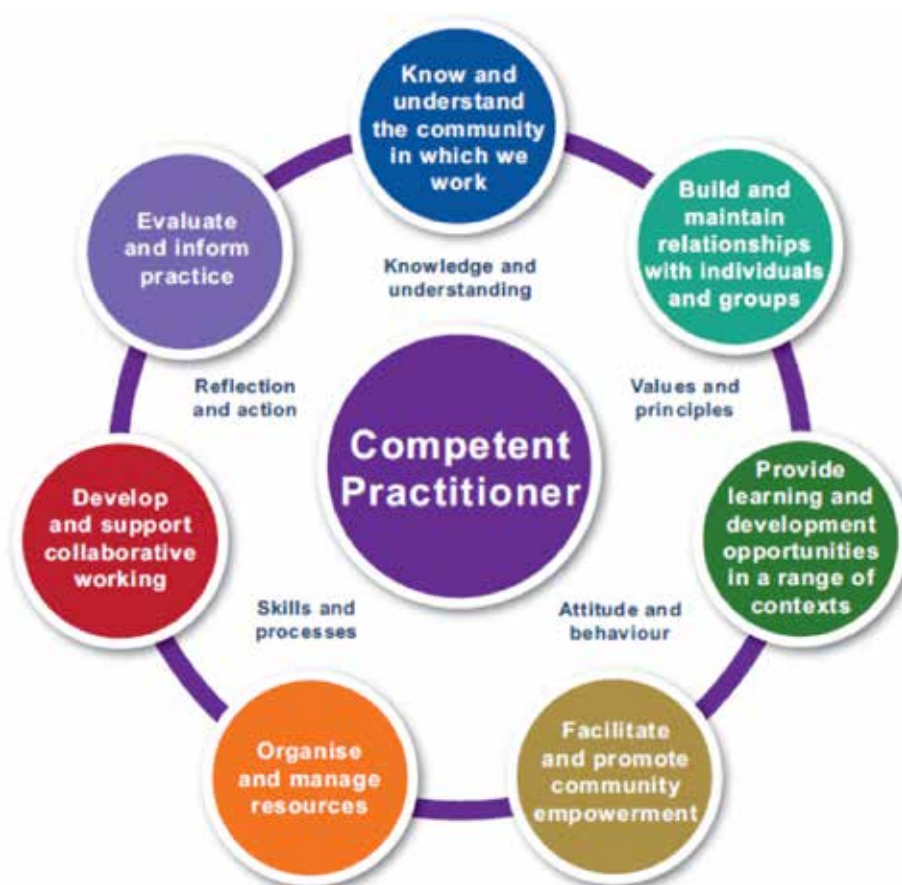 Know and
understand
the community
in which we
work
Build and
maintain
relationships
with individuals
and groups
Provide
learning and
development
opportunities
in a range of
contexts
Facilitate
and promote
community
empowerment
Organise
and manage
resources
Develop
and support
collaborative
working
Evaluate
and inform
practice
Knowledge and
understanding
Values and
principles
Attitude and
behaviour
Skills and
processes
Reflection
and action
Competent
Practitioner